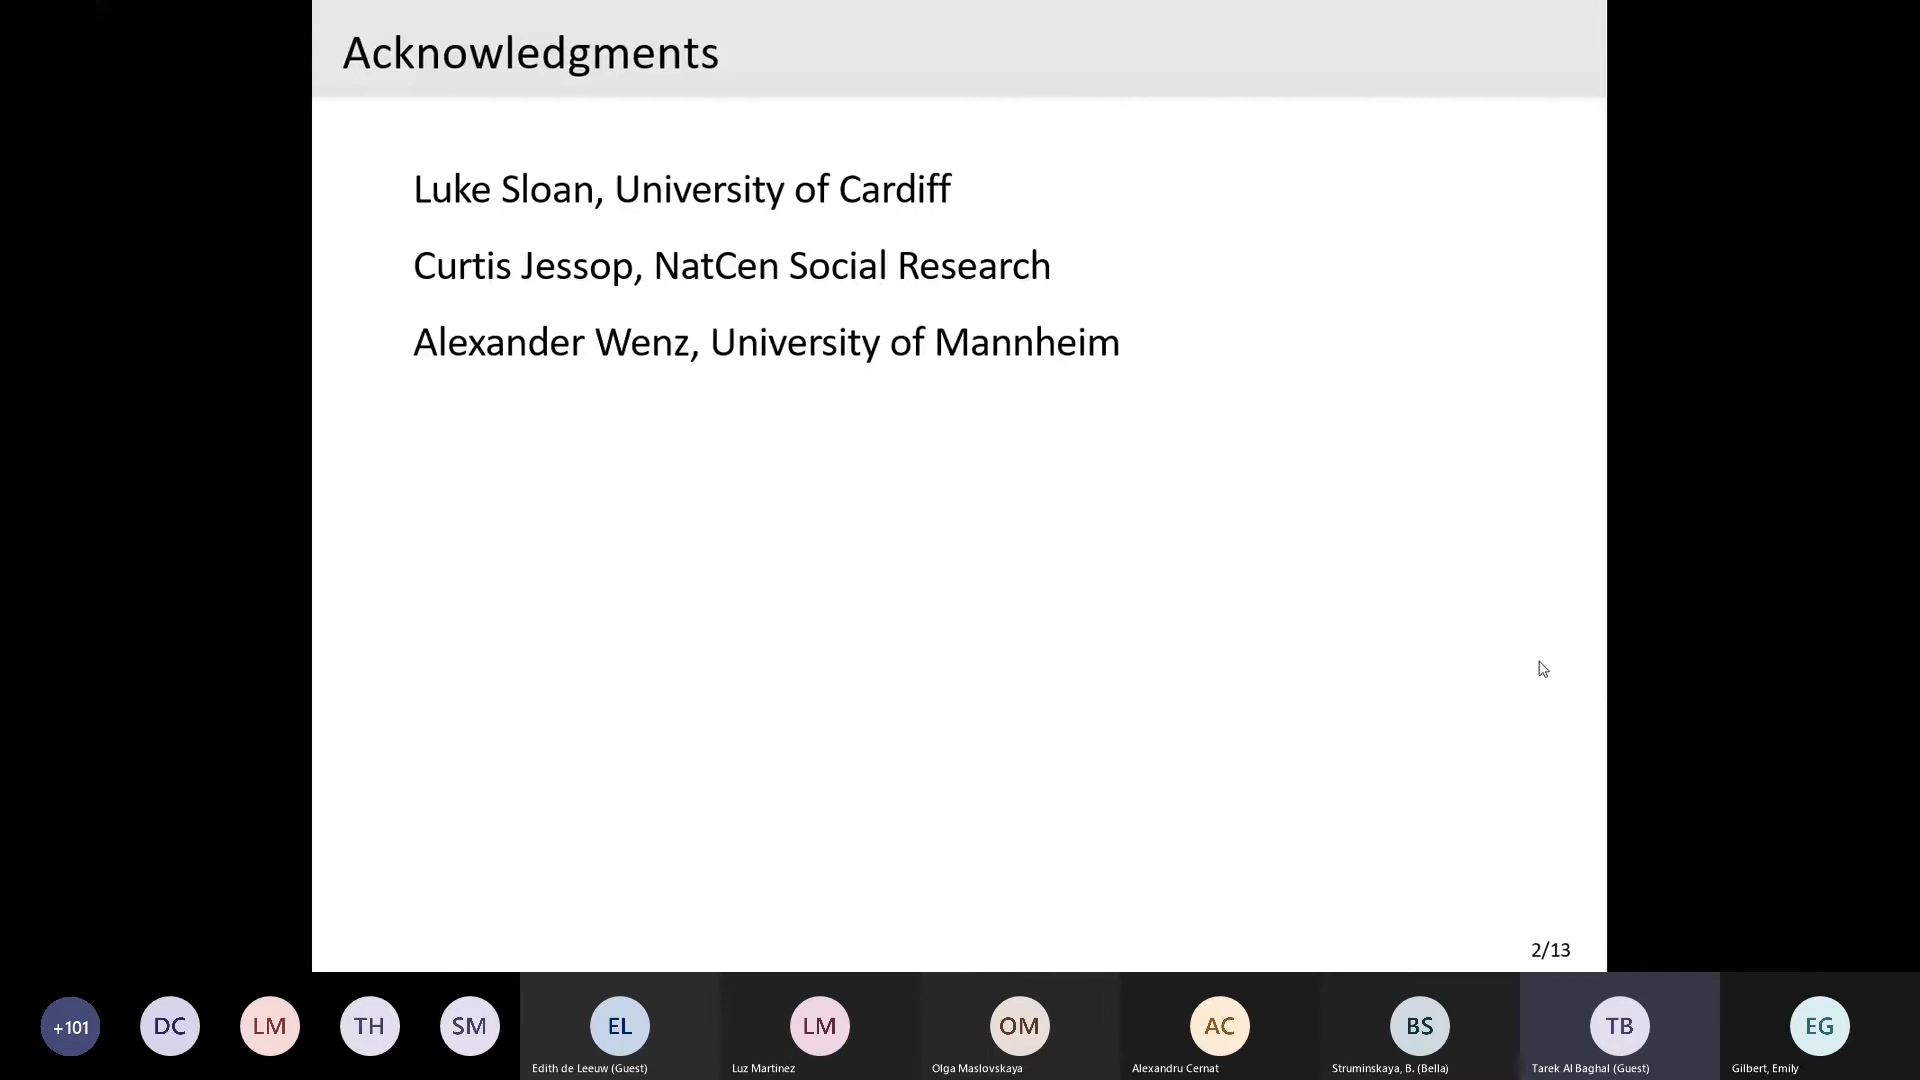 Acknowledgments
Luke Sloan, University of Cardiff
Curtis Jessop, NatCen Social Research
Alexander Wenz, University of Mannheim
2/13
+101
DC
LM
TH
SM
EL
LM
OM
AC
BS
TB
EG
Edith de Leeuw (Guest)
Luz Martinez
Olga Maslovskaya
Alexandru Cernat
Struminskaya, B. (Bella)
Tarek Al Baghal (Guest)
Gilbert, Emily